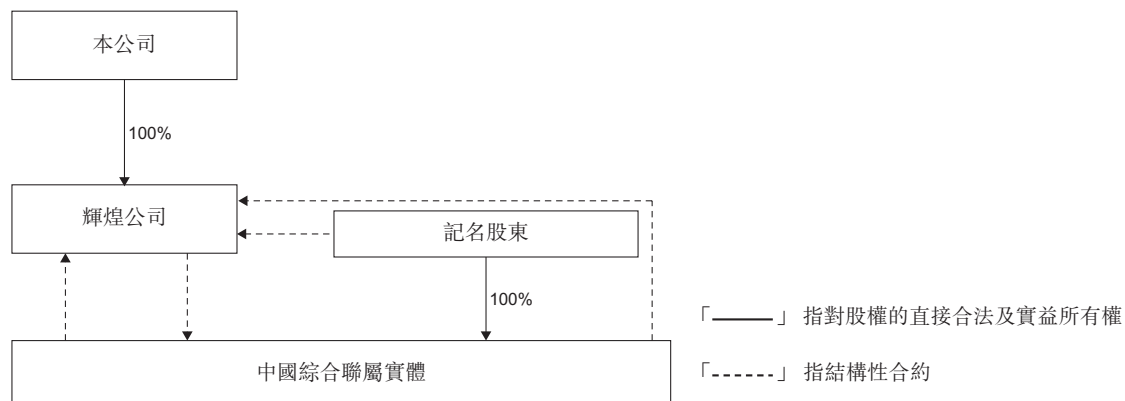 本公司
100%
輝煌公司
記名股東
100%
「———」 指對股權的直接合法及實益所有權
中國綜合聯屬實體
「------」 指結構性合約